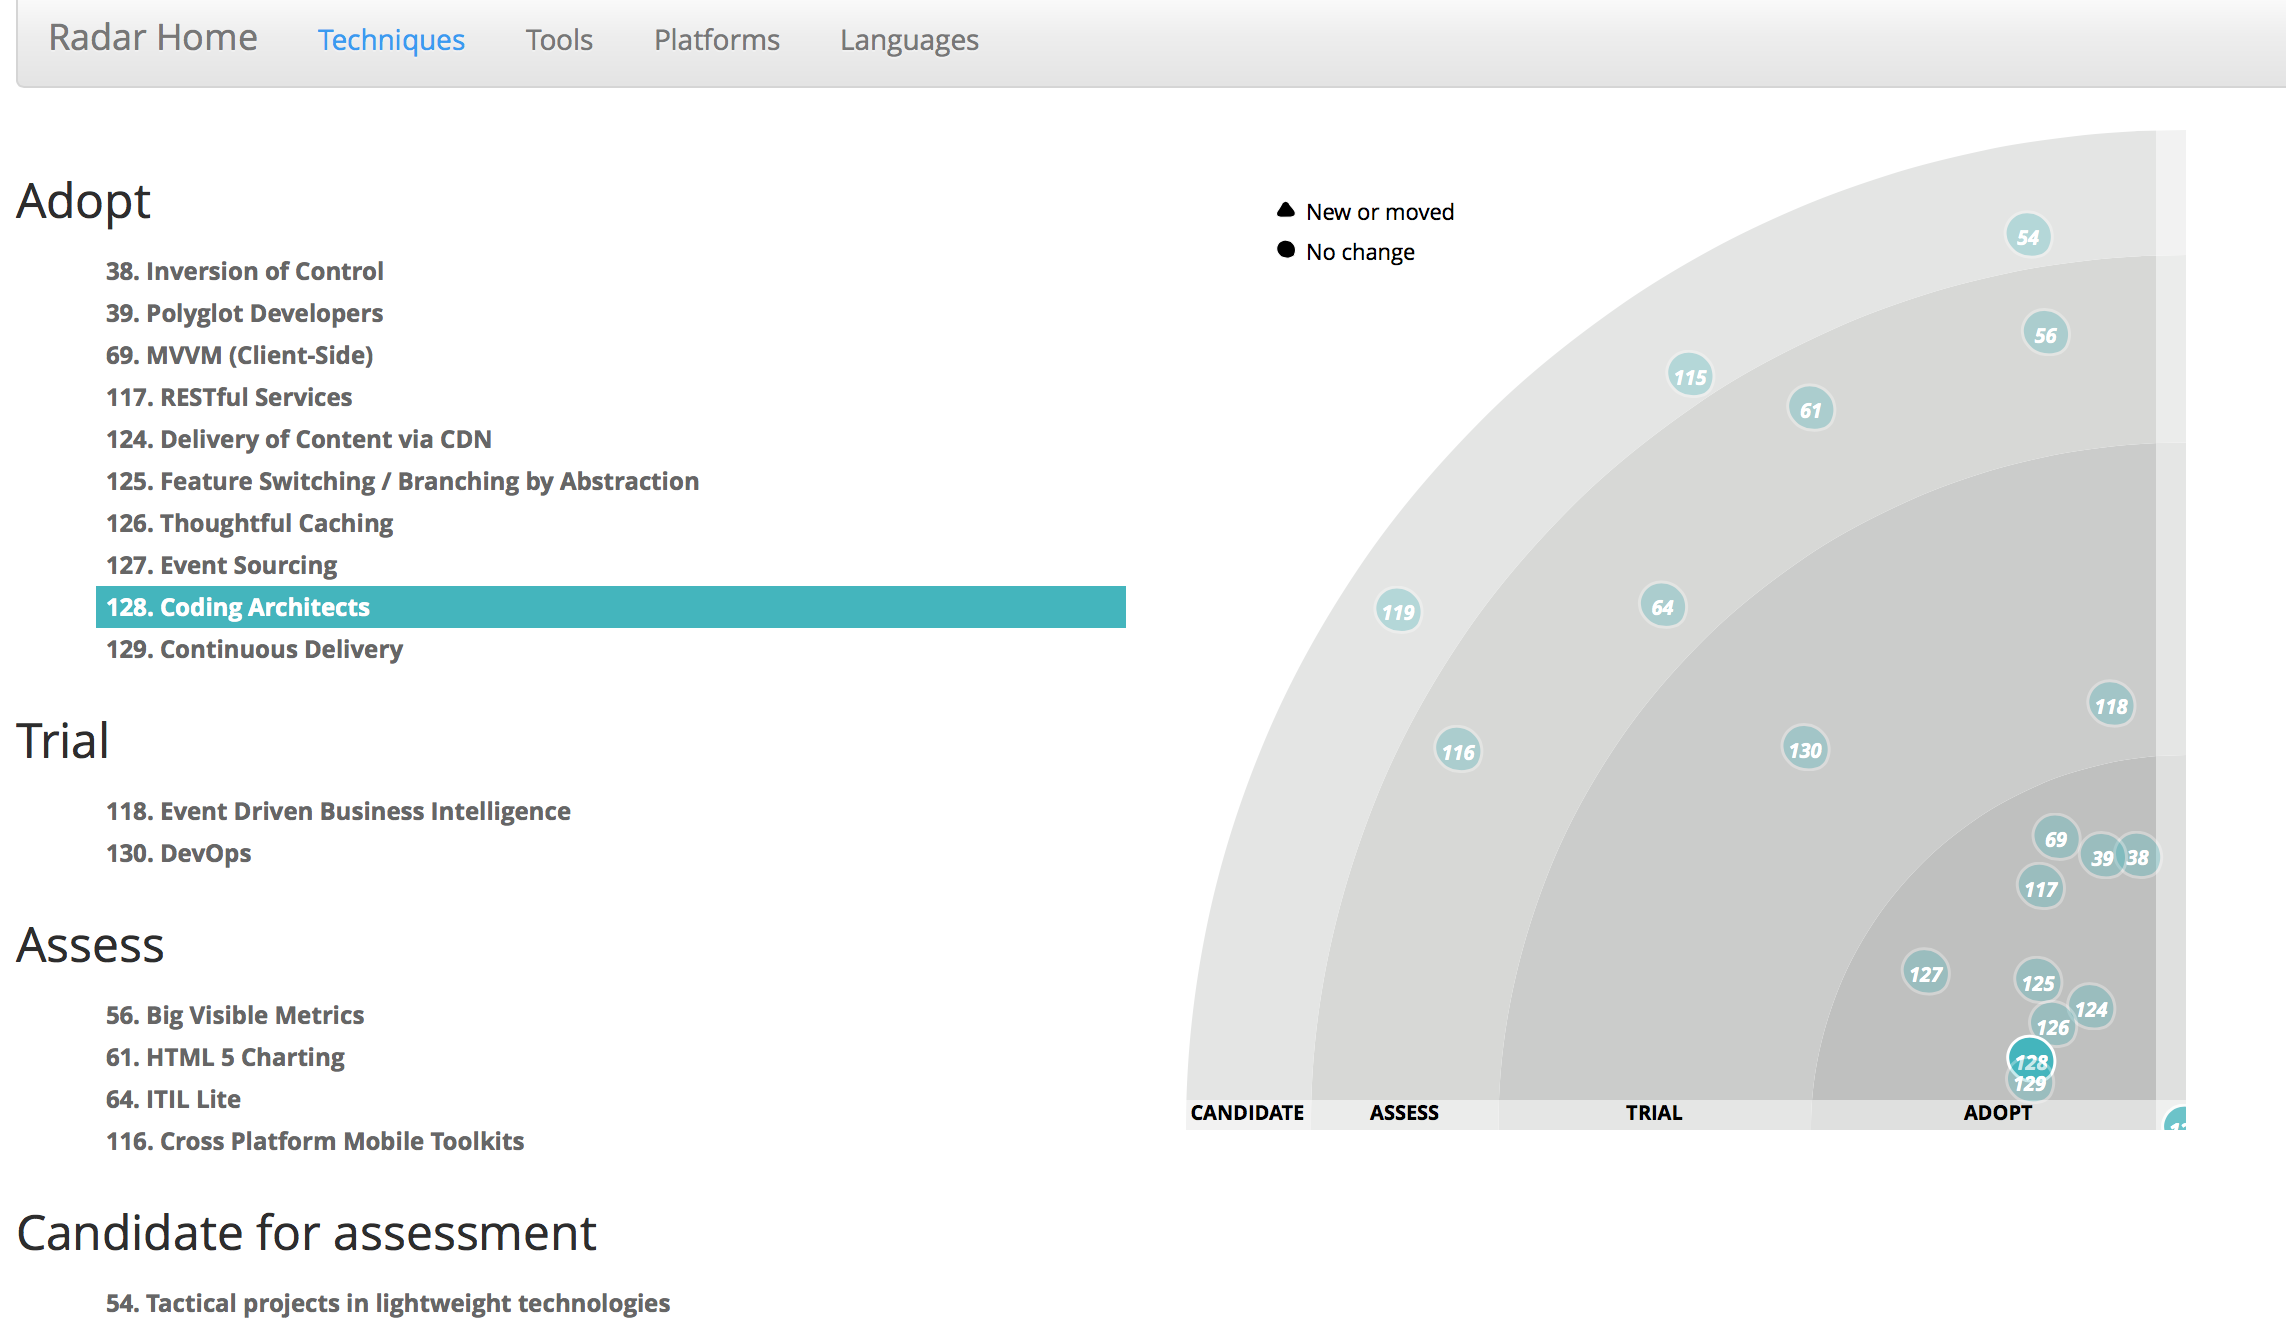 Radar Home Techniques Tools Platforms Languages
Adopt
38. Inversion of Control
39. Polyglot Developers
69. MVVM (Client-Side)
117. RESTful Services
124. Delivery of Content via CDN
125. Feature Switching / Branching by Abstraction
126. Thoughtful Caching
127. Event Sourcing
128. Coding Architects
129. Continuous Delivery
Trial
118. Event Driven Business Intelligence
130. DevOps
Assess
56. Big Visible Metrics
61. HTML 5 Charting
64. ITIL Lite
116. Cross Platform Mobile Toolkits
Candidate for assessment
54. Tactical projects in lightweight technologies
New or moved
No change
54
56
115
61
119
64
118
116
130
69
39 38
117
127
125
124
126
128
129
CANDIDATE ASSESS TRIAL ADOPT